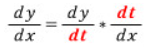 dy/dx = dy/dt * dt/dx